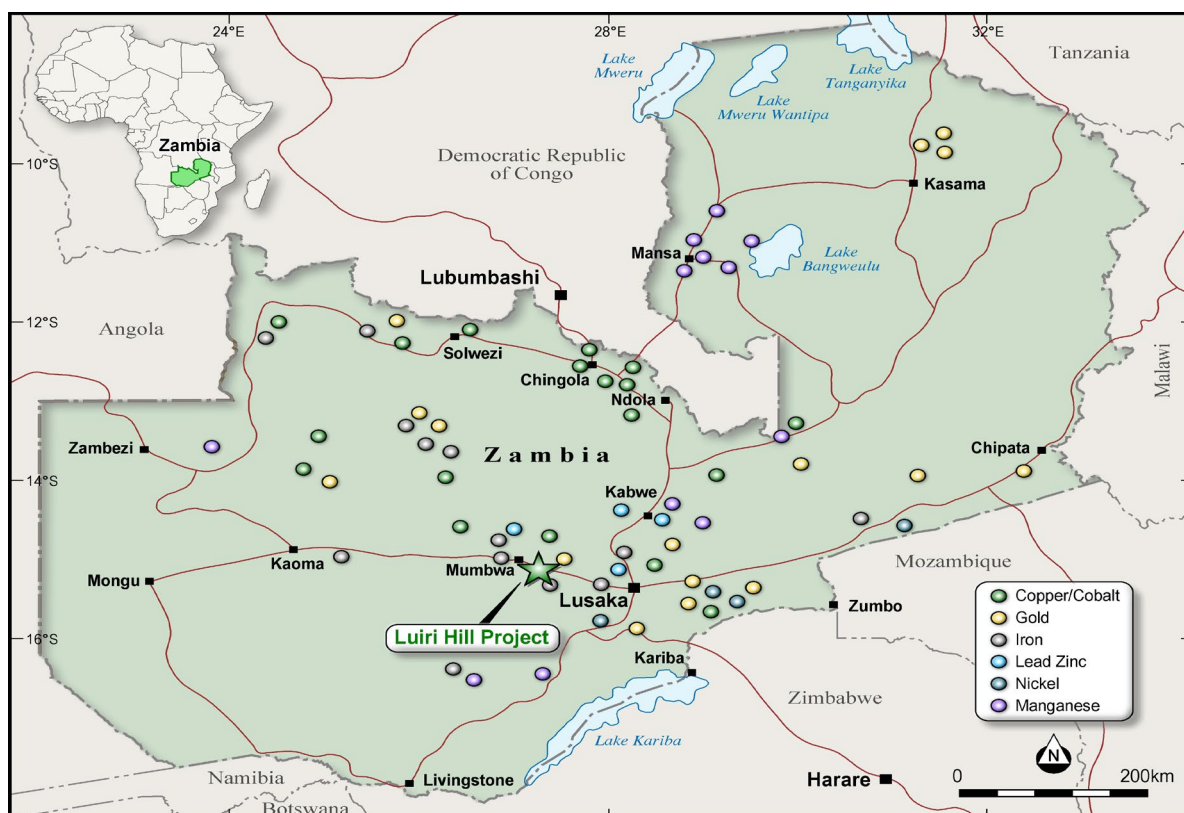 24°E
28°E
32°E
Tanzania
Lake
Mweru
Lake
Mweru Wantipa
Lake
Tanganyika
Zambia
10°S
Democratic Republic
of Congo
Kasama
Mansa
Lake
Bangweulu
Lubumbashi
Angola
12°S
Solwezi
Chingola
Ndola
Malawi
Zambezi
Zambia
Chipata
14°S
Kabwe
Kaoma
Mumbwa
Mongu
Lusaka
Mozambique
Zumbo
Luiri Hill Project
16°S
Kariba
Zimbabwe
Lake Kariba
Copper/Cobalt
Gold
Iron
Lead Zinc
Nickel
Manganese
Namibia
Livingstone
Botswana
Harare
N
0
200km